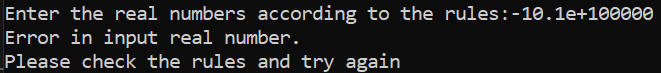 Enter the real numbers according to the rules:-10.1e+100000
Error in input real number.
Please check the rules and try again